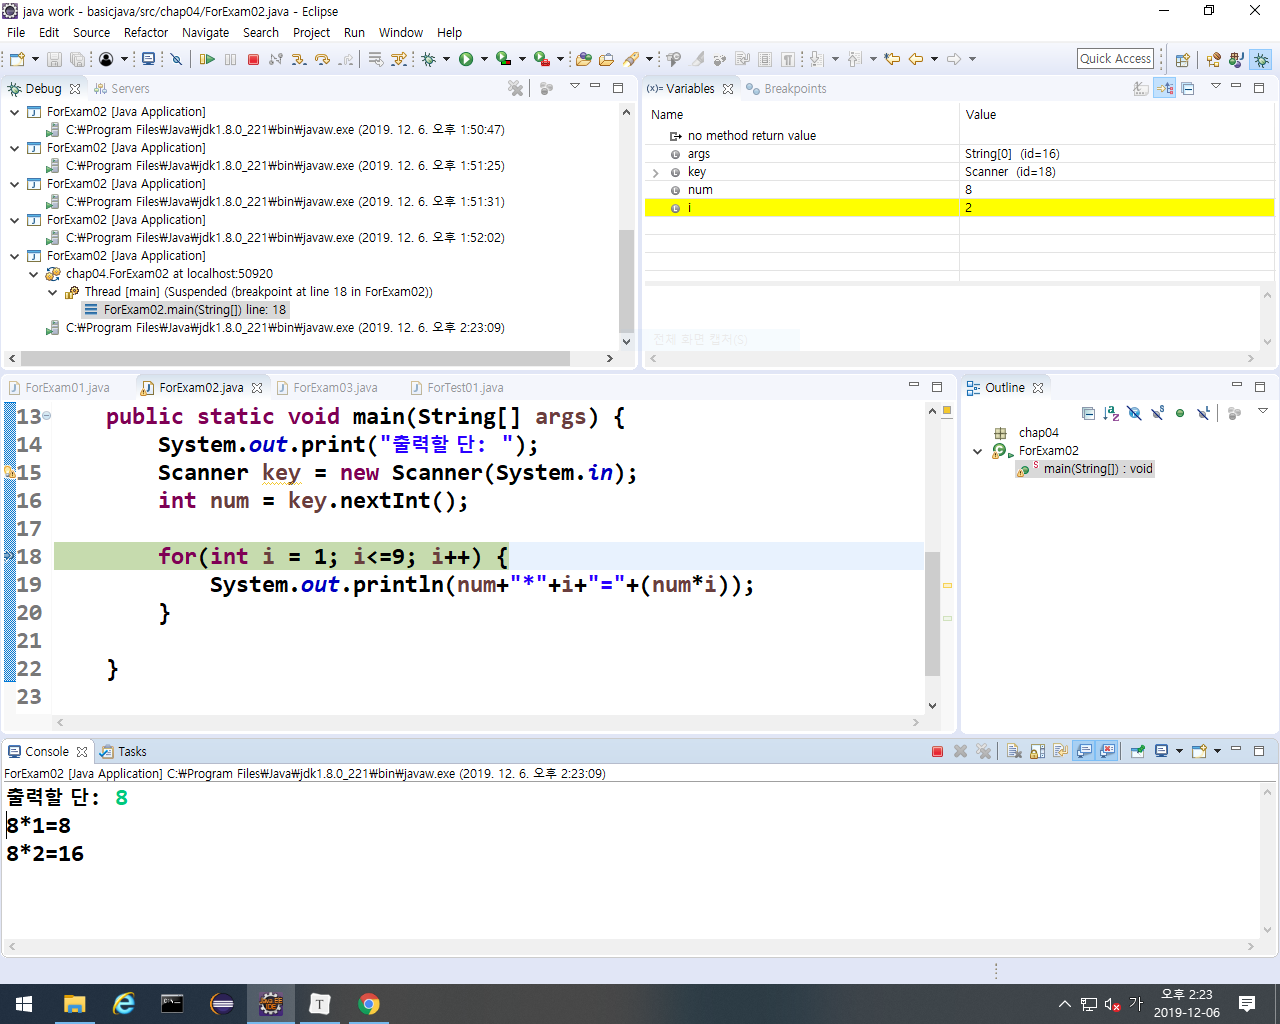 java work - basicjava/src/chap04/ForExam02.java - Eclipse
File Edit Source Refactor Navigate Search Project Run Window Help
Quick Access
Debug Servers
ForExam02 [Java Application]
C:₩Program Files₩Java₩jdk1.8.0_221₩bin₩javaw.exe (2019. 12. 6. 오후 1:50:47)
ForExam02 [Java Application]
C:₩Program Files₩Java₩jdk1.8.0_221₩bin₩javaw.exe (2019. 12. 6. 오후 1:51:25)
ForExam02 [Java Application]
C:₩Program Files₩Java₩jdk1.8.0_221₩bin₩javaw.exe (2019. 12. 6. 오후 1:51:31)
ForExam02 [Java Application]
C:₩Program Files₩Java₩jdk1.8.0_221₩bin₩javaw.exe (2019. 12. 6. 오후 1:52:02)
ForExam02 [Java Application]
chap04.ForExam02 at localhost:50920
Thread [main] (Suspended (breakpoint at line 18 in ForExam02))
ForExam02.main(String[]) line: 18
C:₩Program Files₩Java₩jdk1.8.0_221₩bin₩javaw.exe (2019. 12. 6. 오후 2:23:09)
(x)= Variables Breakpoints
Name Value
no method return value
args String[0] (id=16)
key Scanner (id=18)
num 8
i 2
전체 화면 캡처(S)
ForExam01.java ForExam02.java ForExam03.java ForTest01.java
13 public static void main(String[] args) {
14 System.out.print("출력할 단: ");
15 Scanner key = new Scanner(System.in);
16 int num = key.nextInt();
17
18 for(int i = 1; i<=9; i++) {
19 System.out.println(num+"*"+i+"="+(num*i));
20 }
21
22 }
23
Outline
chap04
ForExam02
main(String[]) : void
Console Tasks
ForExam02 [Java Application] C:₩Program Files₩Java₩jdk1.8.0_221₩bin₩javaw.exe (2019. 12. 6. 오후 2:23:09)
출력할 단: 8
8*1=8
8*2=16
가
오후 2:23
2019-12-06